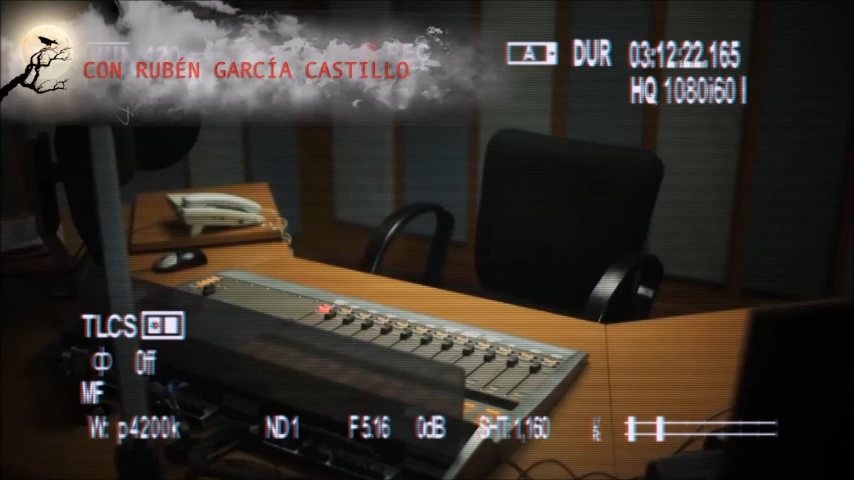 CON RUBÉN GARCÍA CASTILLO
A DUR 03:12:22.165
HQ 1080i60
TLCS
Off
MF
W: p4200k ND1 F5.16 0dB SHT:1,160